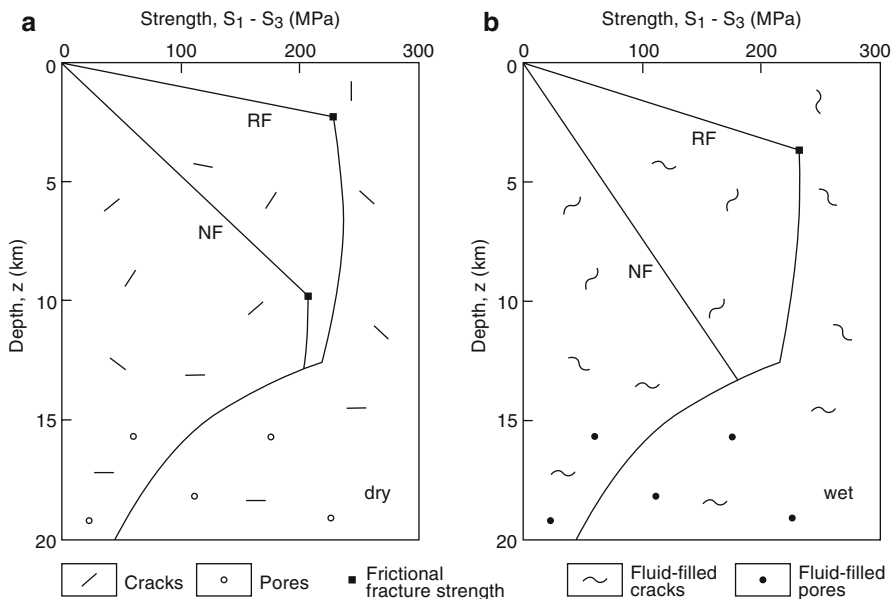 a
Strength, S1 - S3 (MPa)
0 100 200 300
0
5
10
15
20
Depth, z (km)
RF
NF
dry
Cracks
Pores
Frictional
fracture strength
b
Strength, S1 - S3 (MPa)
0 100 200 300
0
5
10
15
20
Depth, z (km)
RF
NF
wet
Fluid-filled
cracks
Fluid-filled
pores